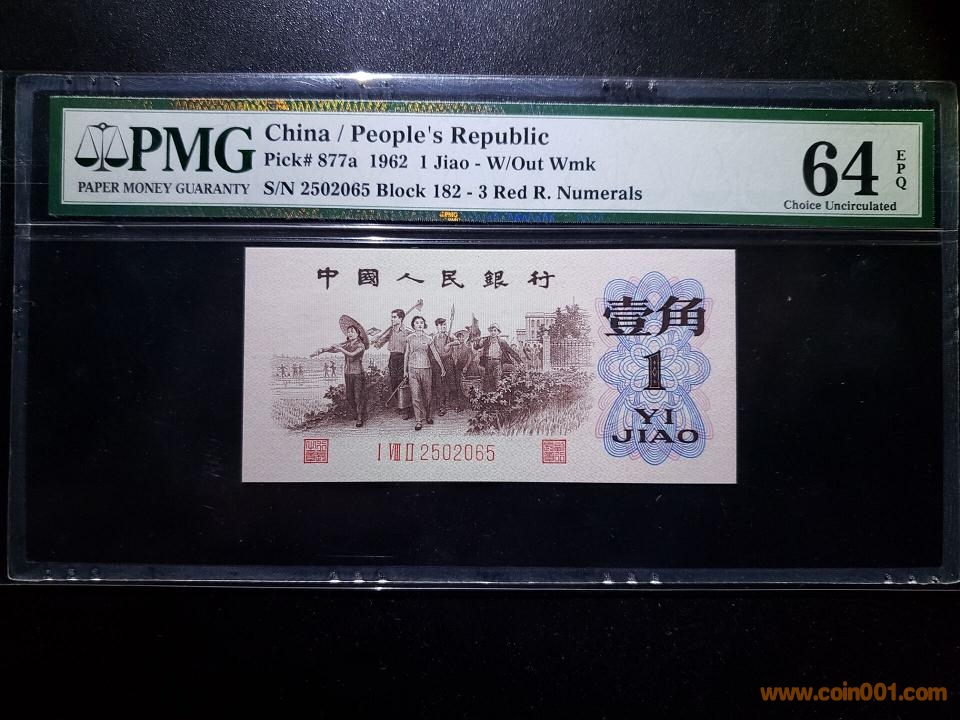 PMG
PAPER MONEY GUARANTY
China / People's Republic
Pick# 877a 1962 1 Jiao - W/Out Wmk
S/N 2502065 Block 182 - 3 Red R. Numerals
64
EPQ
Choice Uncirculated
中國人民銀行
壹角
1
YI
JIAO
I VIII II 2502065
www.coin001.com